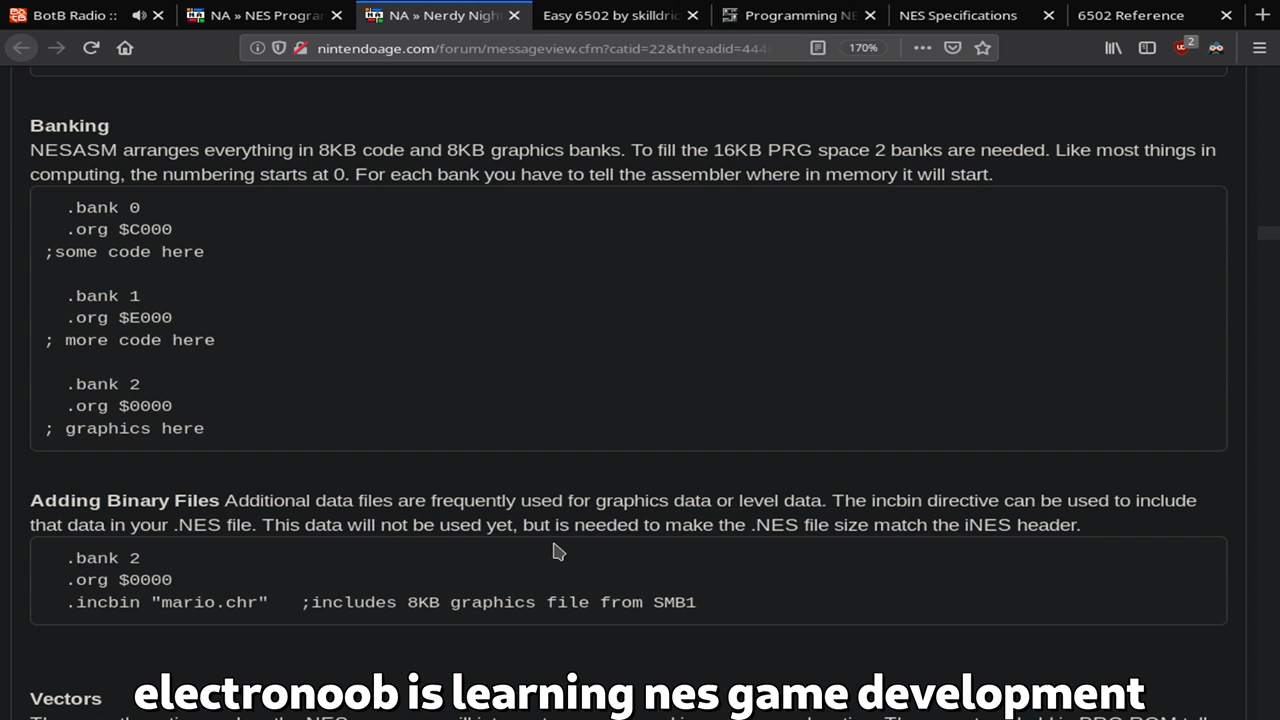 BotB Radio ::
NA » NES Progra
NA » Nerdy Nigh
Easy 6502 by skilldri
Programming NE
NES Specifications
6502 Reference
nintendoage.com/forum/messageview.cfm?catid=22&threadid=444
170%
2
Banking
NESASM arranges everything in 8KB code and 8KB graphics banks. To fill the 16KB PRG space 2 banks are needed. Like most things in
computing, the numbering starts at 0. For each bank you have to tell the assembler where in memory it will start.
.bank 0
.org $C000
;some code here
.bank 1
.org $E000
; more code here
.bank 2
.org $0000
; graphics here
Adding Binary Files Additional data files are frequently used for graphics data or level data. The incbin directive can be used to include
that data in your .NES file. This data will not be used yet, but is needed to make the .NES file size match the iNES header.
.bank 2
.org $0000
.incbin "mario.chr" ;includes 8KB graphics file from SMB1
Vectors
electronoob is learning nes game development